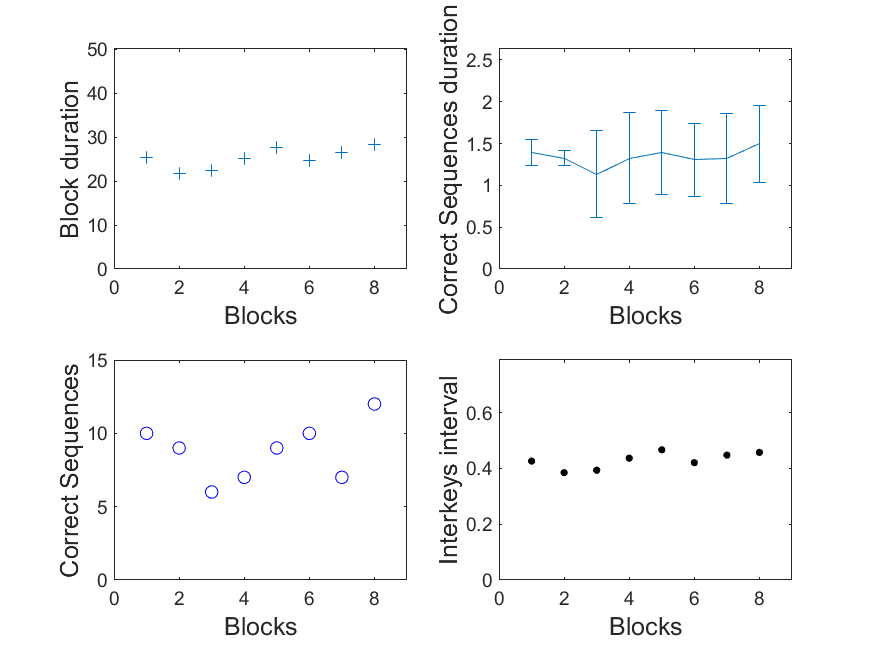 50
40
30
20
10
0
0 2 4 6 8
Block duration
Blocks
2.5
2
1.5
1
0.5
0
0 2 4 6 8
Correct Sequences duration
Blocks
15
10
5
0
0 2 4 6 8
Correct Sequences
Blocks
0.6
0.4
0.2
0
0 2 4 6 8
Interkeys interval
Blocks